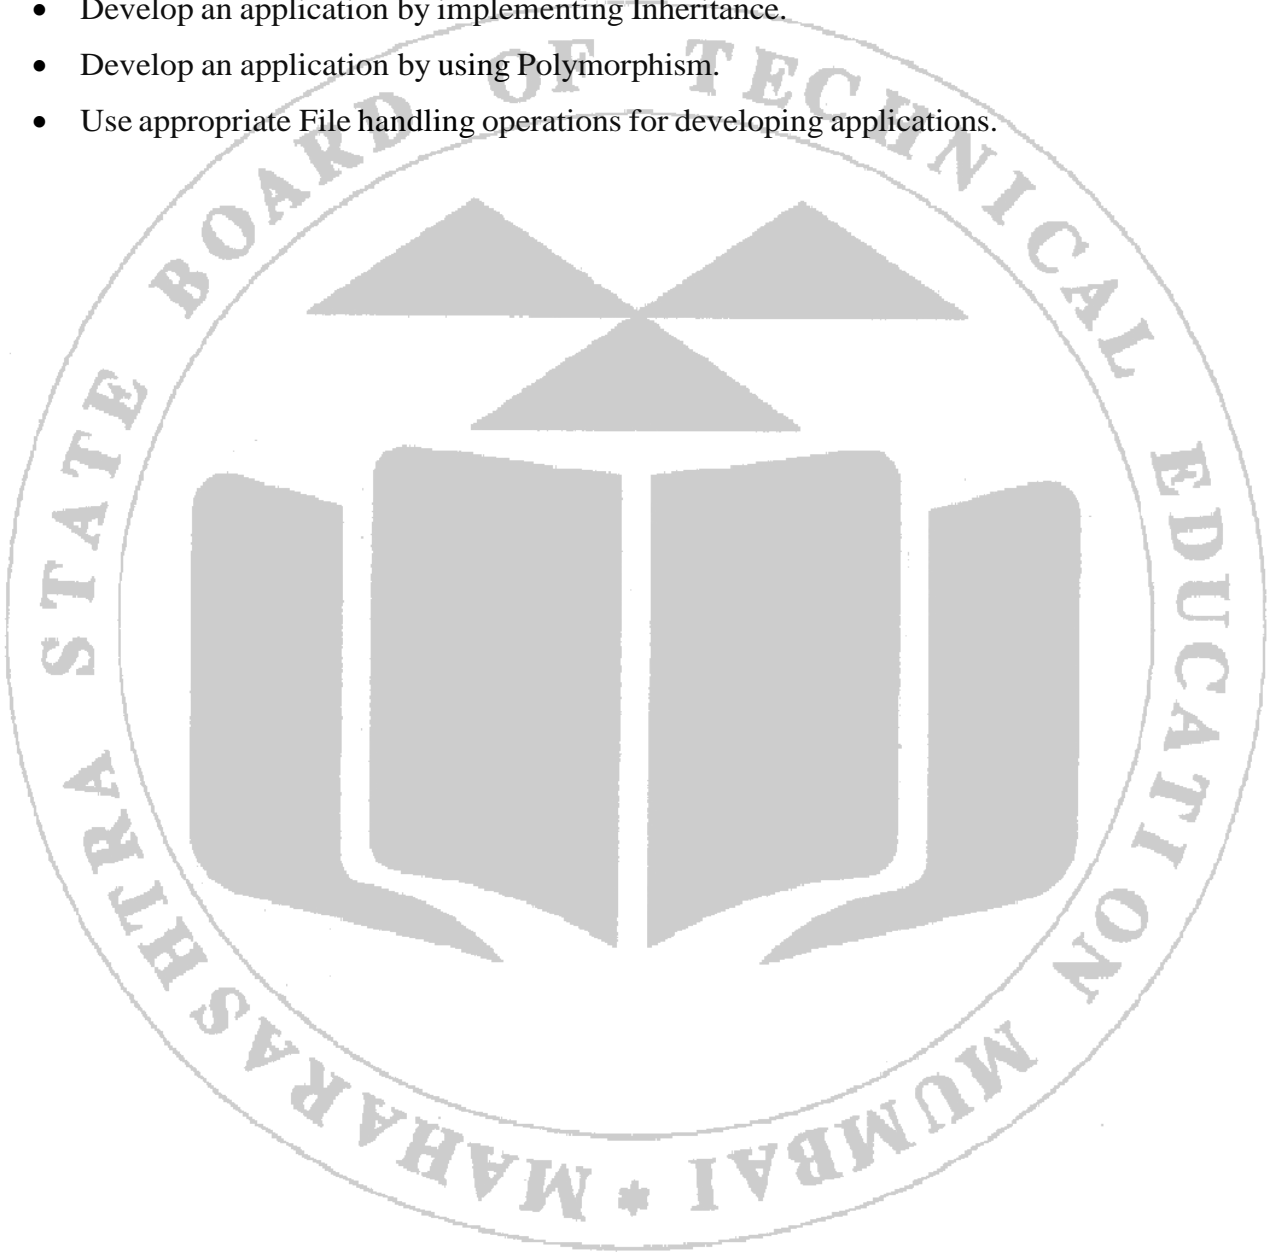 • Develop an application by implementing Inheritance.
• Develop an application by using Polymorphism.
• Use appropriate File handling operations for developing applications.
MAHARASHTRA STATE BOARD OF TECHNICAL EDUCATION MUMBAI *